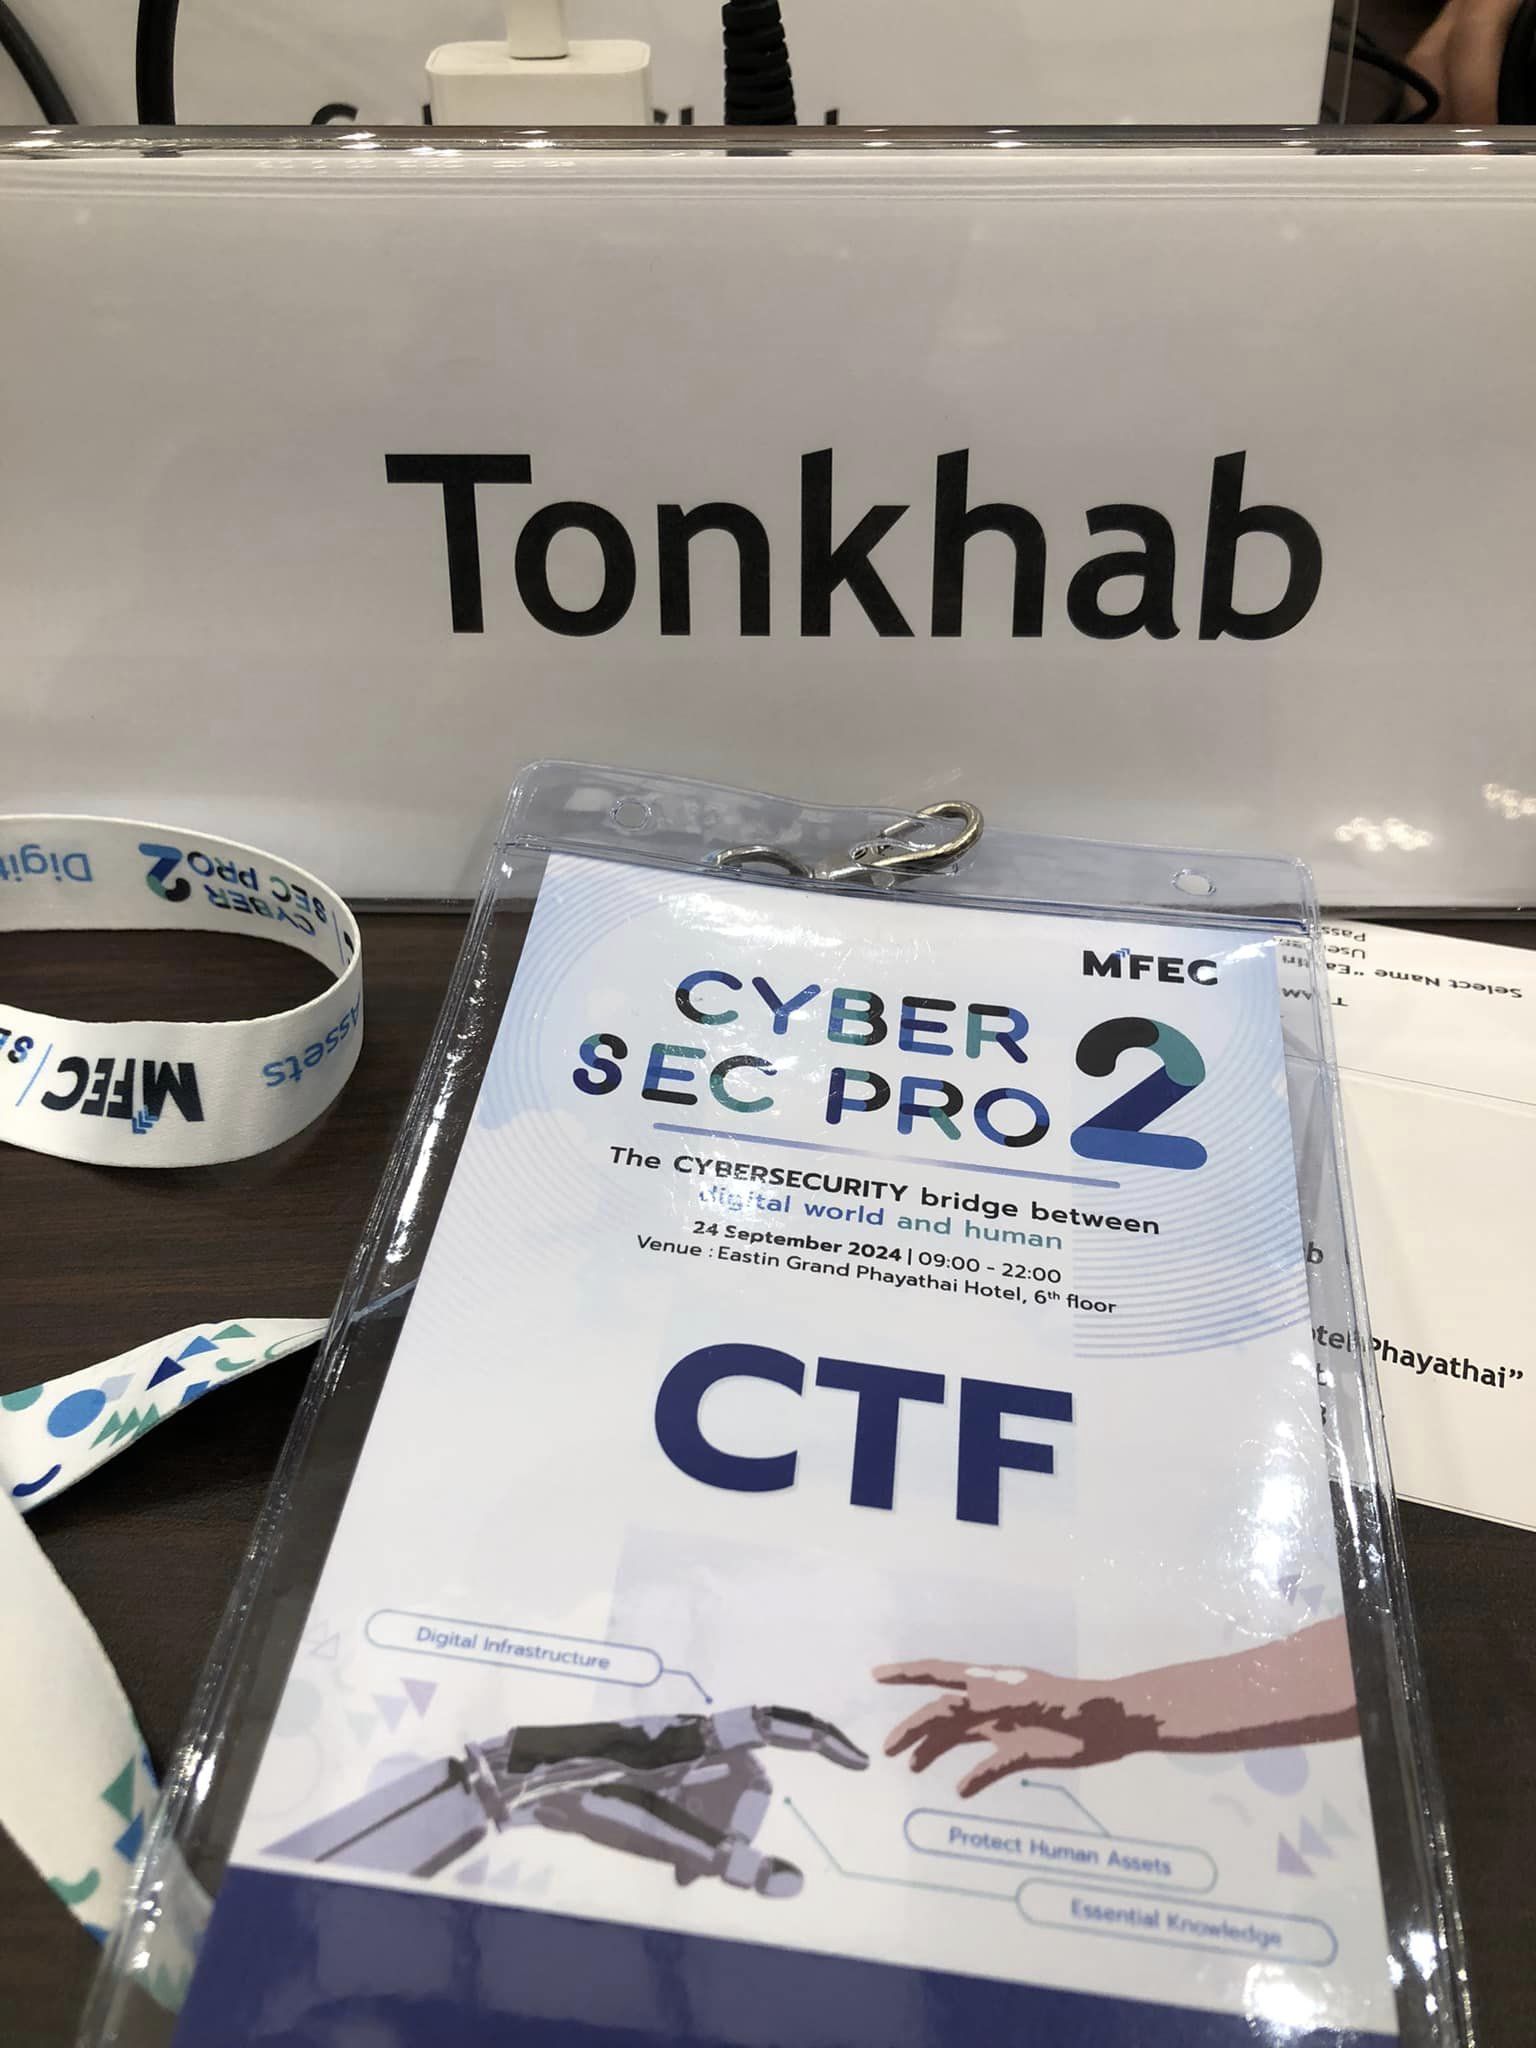 Tonkhab
Digit
CYBER
SEC PRO 2
Assets
MFEC
MFEC
CYBER
SEC PRO 2
The CYBERSECURITY bridge between
digital world and human
24 September 2024 | 09:00 - 22:00
Venue : Eastin Grand Phayathai Hotel, 6th floor
CTF
Digital Infrastructure
Protect Human Assets
Essential Knowledge
Select Name "Ea
Phayathai”